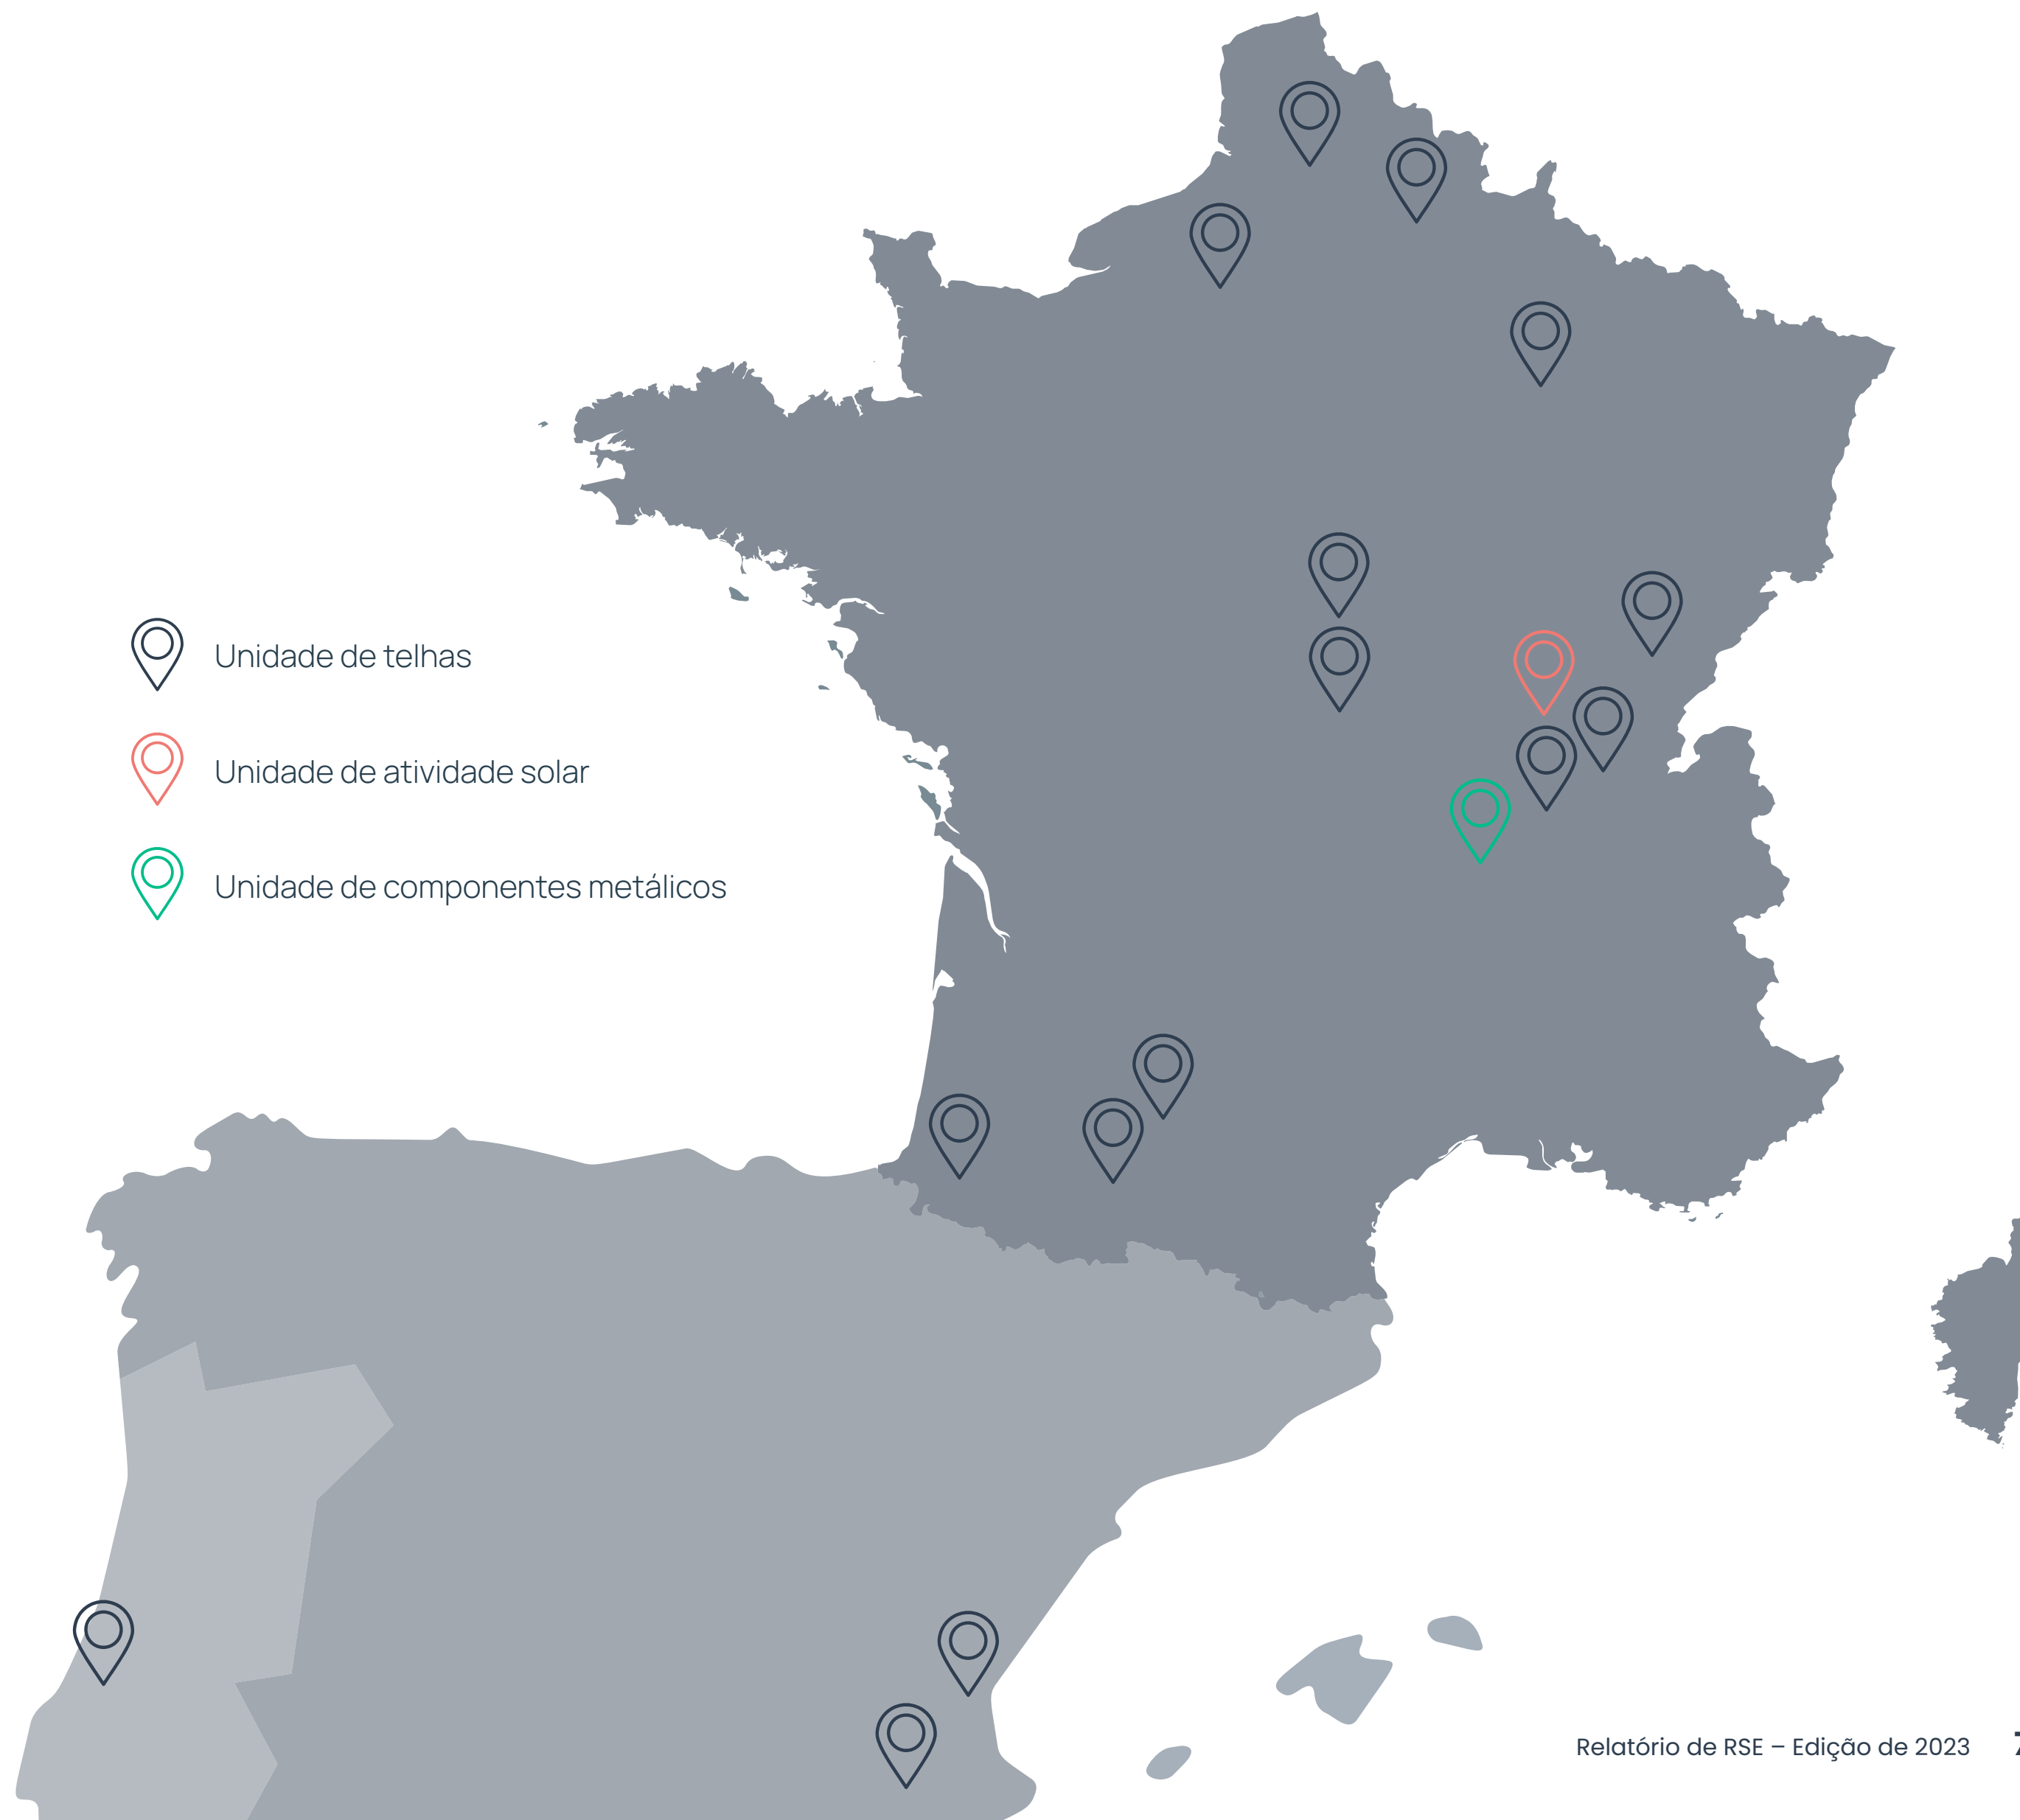 Unidade de telhas
Unidade de atividade solar
Unidade de componentes metálicos
Relatório de RSE – Edição de 2023